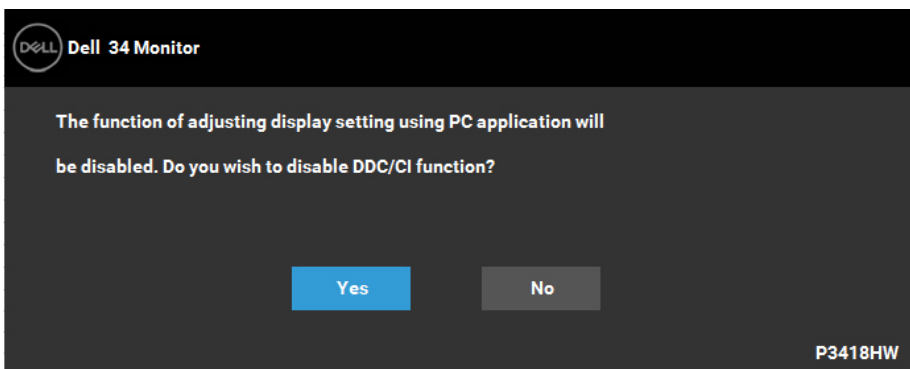 DELL Dell 34 Monitor
The function of adjusting display setting using PC application will
be disabled. Do you wish to disable DDC/CI function?
Yes No
P3418HW